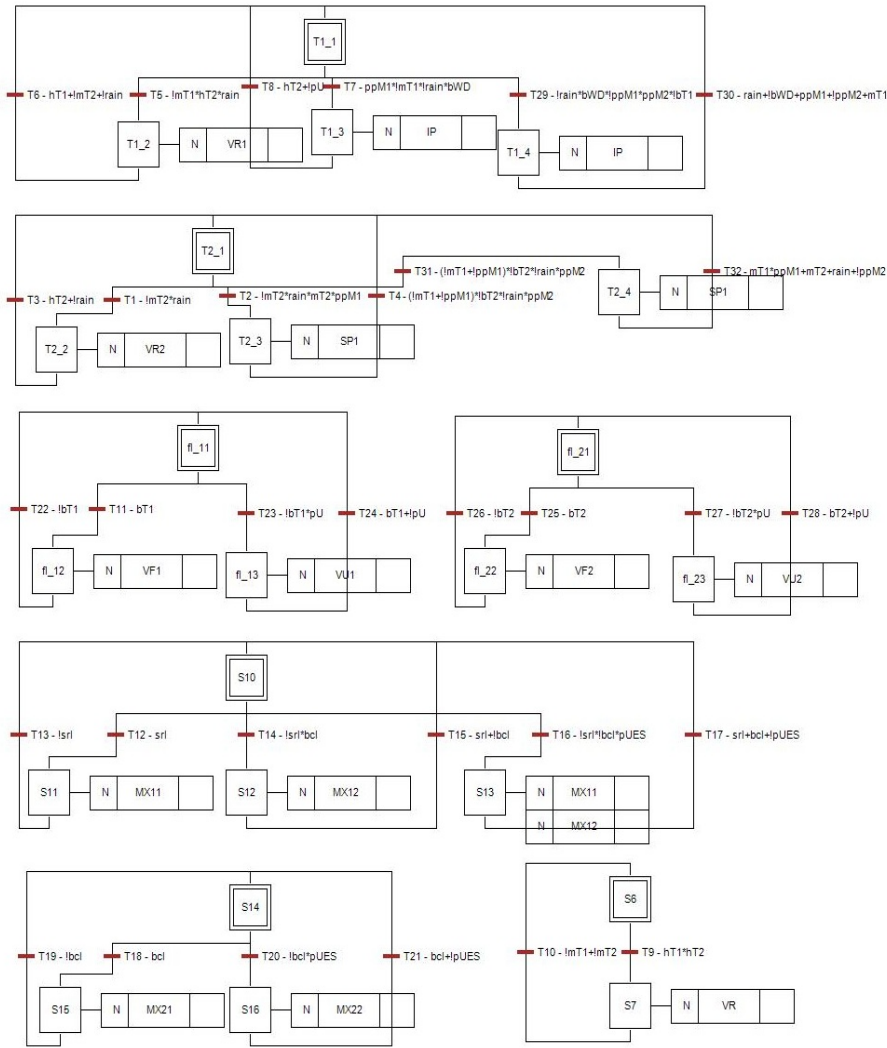 T1_1
T6 - hT1+!mT2+!rain
T5 - !mT1*hT2*rain
T8 - hT2+!pU
T7 - ppM1*!mT1*!rain*bWD
T29 - !rain*bWD*!ppM1*ppM2*!bT1
T30 - rain+!bWD+ppM1+!ppM2+mT1
T1_2
N VR1
T1_3
N IP
T1_4
N IP
T2_1
T31 - (!mT1+!ppM1)*!bT2*!rain*ppM2
T32 - mT1*ppM1+mT2+rain+!ppM2
T3 - hT2+!rain
T1 - !mT2*rain
T2 - !mT2*rain*mT2*ppM1
T4 - (!mT1+!ppM1)*!bT2*!rain*ppM2
T2_4
N SP1
T2_2
N VR2
T2_3
N SP1
fl_11
fl_21
T22 - !bT1
T11 - bT1
T23 - !bT1*pU
T24 - bT1+!pU
T26 - !bT2
T25 - bT2
T27 - !bT2*pU
T28 - bT2+!pU
fl_12
N VF1
fl_13
N VU1
fl_22
N VF2
fl_23
N VU2
S10
T13 - !srl
T12 - srl
T14 - !srl*bcl
T15 - srl+!bcl
T16 - !srl*!bcl*pUES
T17 - srl+bcl+!pUES
S11
N MX11
S12
N MX12
S13
N MX11
N MX12
S14
S6
T19 - !bcl
T18 - bcl
T20 - !bcl*pUES
T21 - bcl+!pUES
T10 - !mT1+!mT2
T9 - hT1*hT2
S15
N MX21
S16
N MX22
S7
N VR